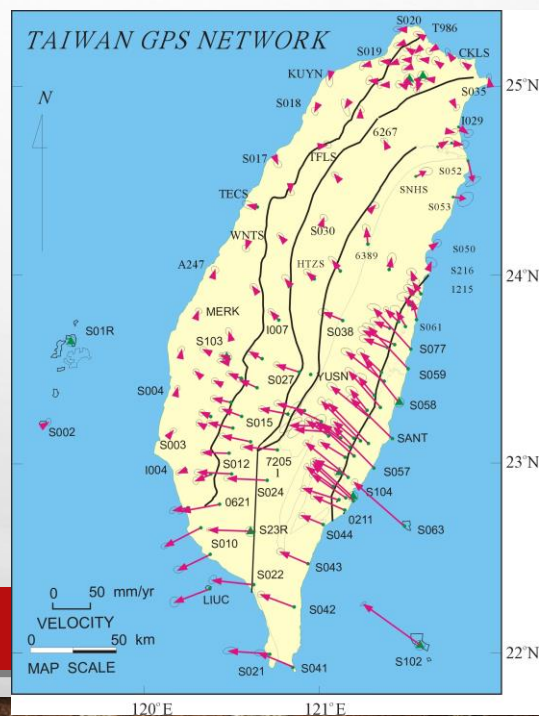 TAIWAN GPS NETWORK
S020
T986
S019
CKLS
KUYN
25°N
S035
N
S018
I029
6267
TFLS
S017
S052
SNHS
TECS
S053
S030
WNTS
S050
6389
HTZS
S216
A247
24°N
I215
MERK
S061
I007
S038
S01R
S103
S077
S059
S027
YUSN
S004
S058
S015
S002
SANT
S003
S012
7205
23°N
I004
I
S057
S024
S104
0621
0211
S063
S23R
S044
S010
S043
S022
LIUC
S042
0 50 mm/yr
VELOCITY
0 50 km
MAP SCALE
S102
22°N
S021
S041
120°E
121°E